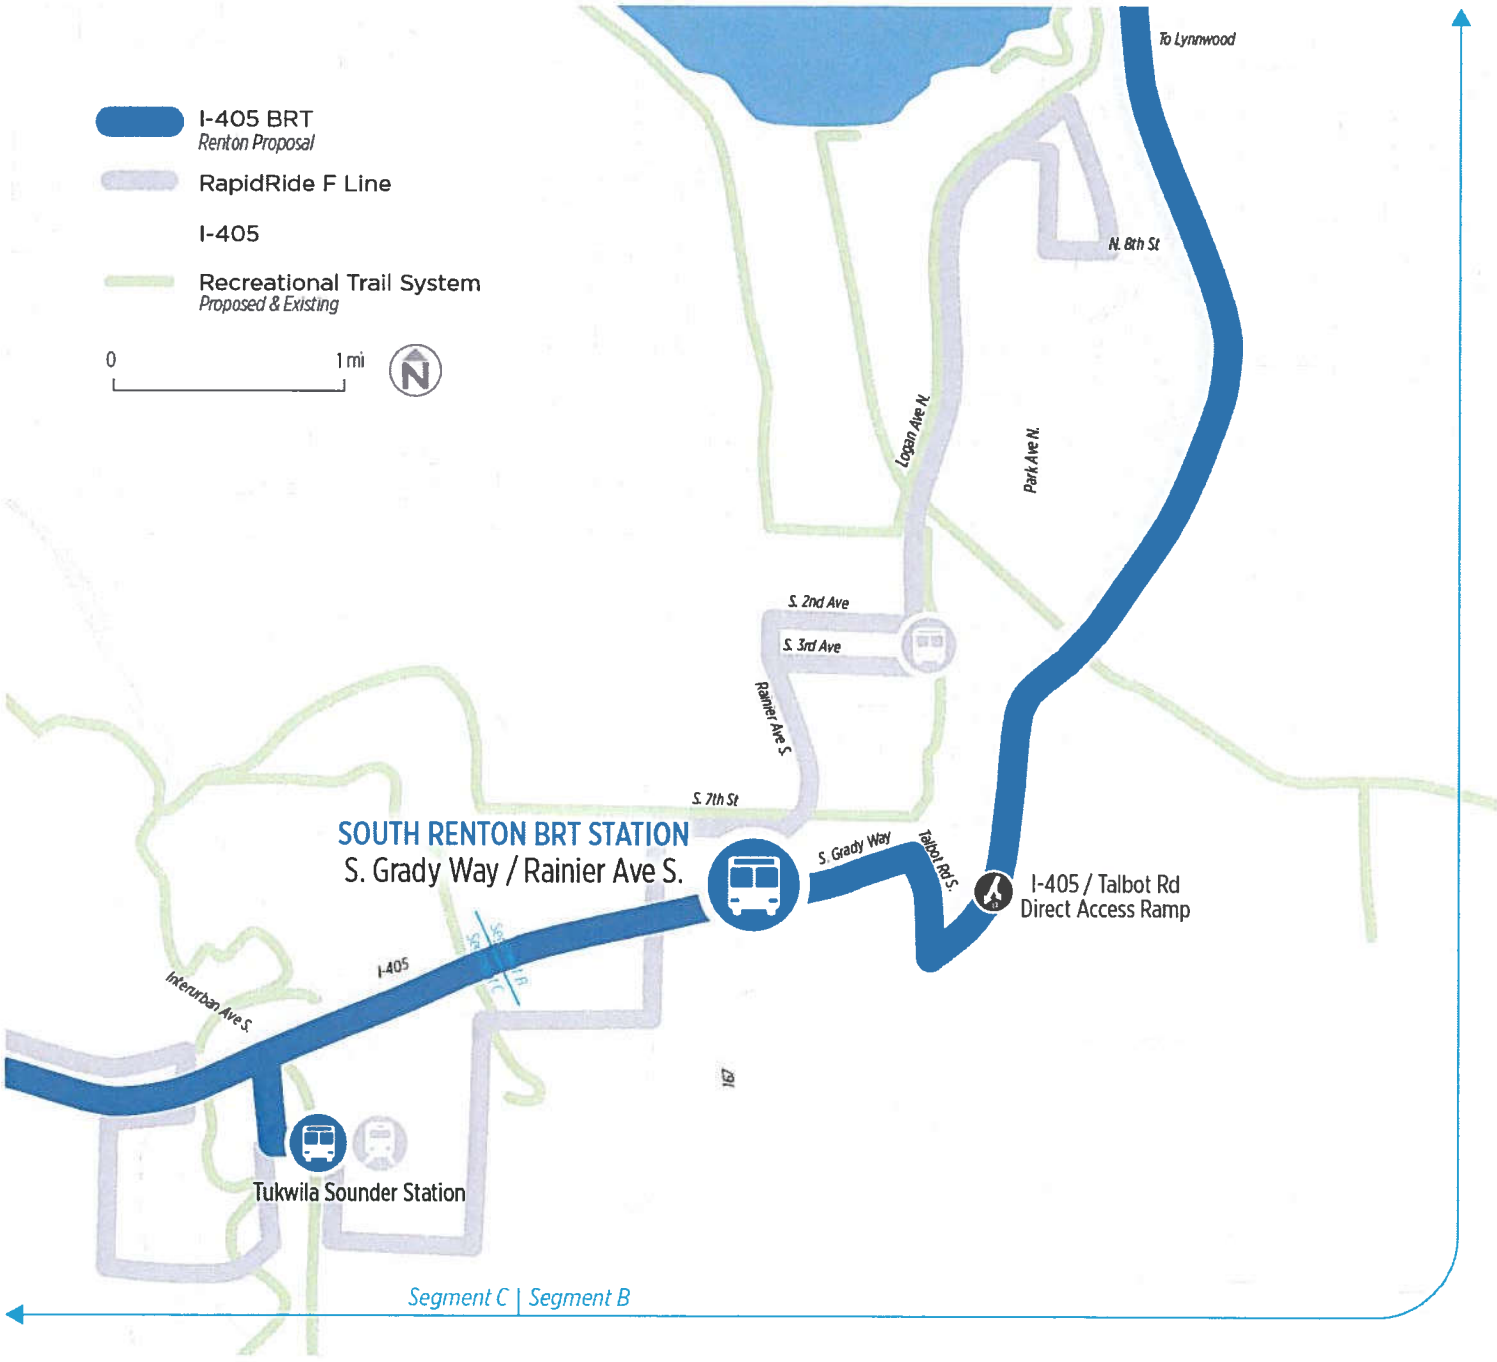 To Lynnwood
I-405 BRT
Renton Proposal
RapidRide F Line
I-405
Recreational Trail System
Proposed & Existing
0
1 mi
N
N. 8th St
Logan Ave N.
Park Ave N.
S. 2nd Ave
S. 3rd Ave
Rainier Ave S.
S. 7th St
SOUTH RENTON BRT STATION
S. Grady Way / Rainier Ave S.
S. Grady Way
Talbot Rd S.
I-405 / Talbot Rd
Direct Access Ramp
I-405
Interurban Ave S.
167
Tukwila Sounder Station
Segment C | Segment B